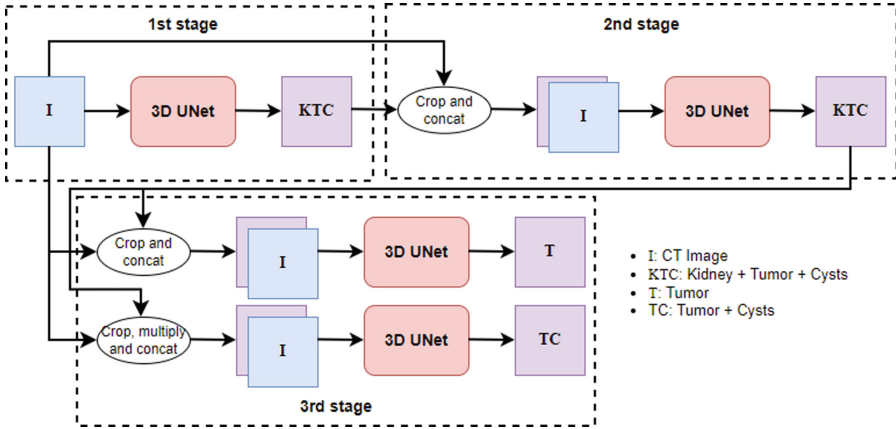 1st stage
2nd stage
I
3D UNet
KTC
Crop and
concat
I
3D UNet
KTC
Crop and
concat
I
3D UNet
T
Crop, multiply
and concat
I
3D UNet
TC
3rd stage
• I: CT Image
• KTC: Kidney + Tumor + Cysts
• T: Tumor
• TC: Tumor + Cysts